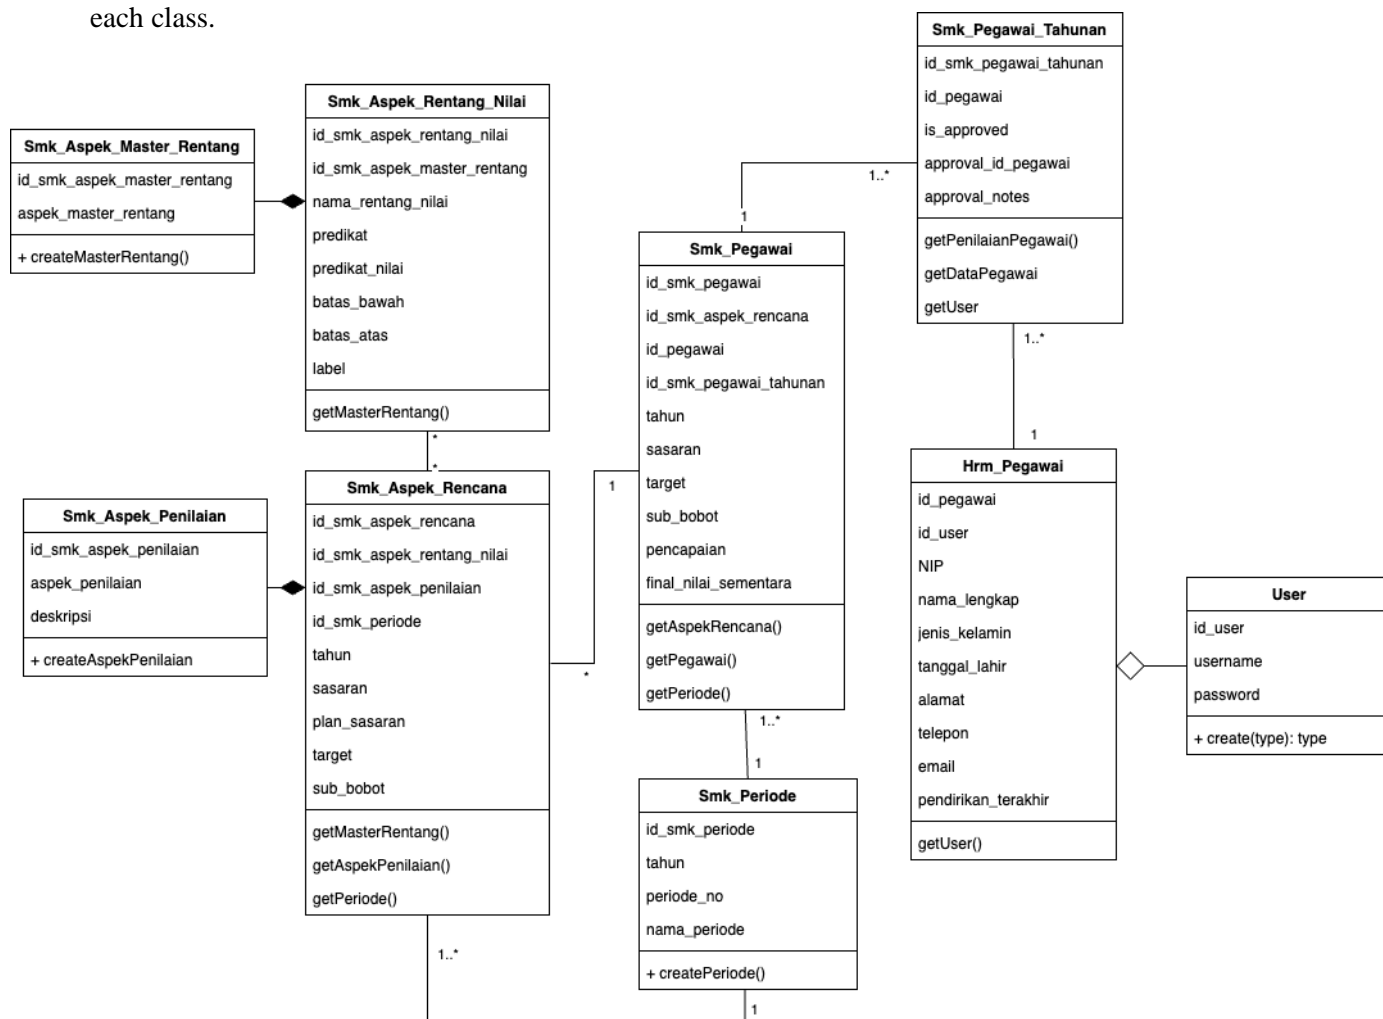 each class.
Smk_Pegawai_Tahunan
id_smk_pegawai_tahunan
id_pegawai
is_approved
approval_id_pegawai
approval_notes
getPenilaianPegawai()
getDataPegawai
getUser
1..*
1
1..*
1
Smk_Aspek_Rentang_Nilai
id_smk_aspek_rentang_nilai
id_smk_aspek_master_rentang
nama_rentang_nilai
predikat
predikat_nilai
batas_bawah
batas_atas
label
getMasterRentang()
*
*
Smk_Aspek_Master_Rentang
id_smk_aspek_master_rentang
aspek_master_rentang
+ createMasterRentang()
Smk_Pegawai
id_smk_pegawai
id_smk_aspek_rencana
id_pegawai
id_smk_pegawai_tahunan
tahun
sasaran
target
sub_bobot
pencapaian
final_nilai_sementara
getAspekRencana()
getPegawai()
getPeriode()
1
*
1..*
1
Hrm_Pegawai
id_pegawai
id_user
NIP
nama_lengkap
jenis_kelamin
tanggal_lahir
alamat
telepon
email
pendirikan_terakhir
getUser()
Smk_Aspek_Rencana
id_smk_aspek_rencana
id_smk_aspek_rentang_nilai
id_smk_aspek_penilaian
id_smk_periode
tahun
sasaran
plan_sasaran
target
sub_bobot
getMasterRentang()
getAspekPenilaian()
getPeriode()
1..*
Smk_Aspek_Penilaian
id_smk_aspek_penilaian
aspek_penilaian
deskripsi
+ createAspekPenilaian
User
id_user
username
password
+ create(type): type
Smk_Periode
id_smk_periode
tahun
periode_no
nama_periode
+ createPeriode()
1